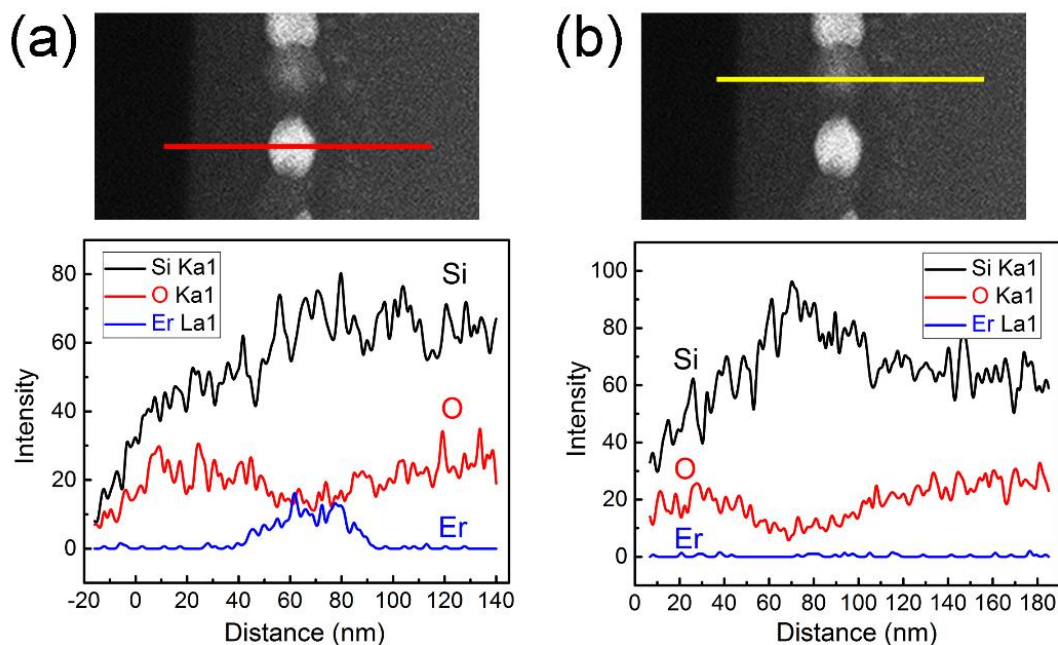 (a)
(b)
Si Ka1
O Ka1
Er La1
Si
O
Er
Intensity
0
20
40
60
80
-20 0 20 40 60 80 100 120 140
Distance (nm)
Si Ka1
O Ka1
Er La1
Si
O
Er
Intensity
0
20
40
60
80
100
0 20 40 60 80 100 120 140 160 180
Distance (nm)